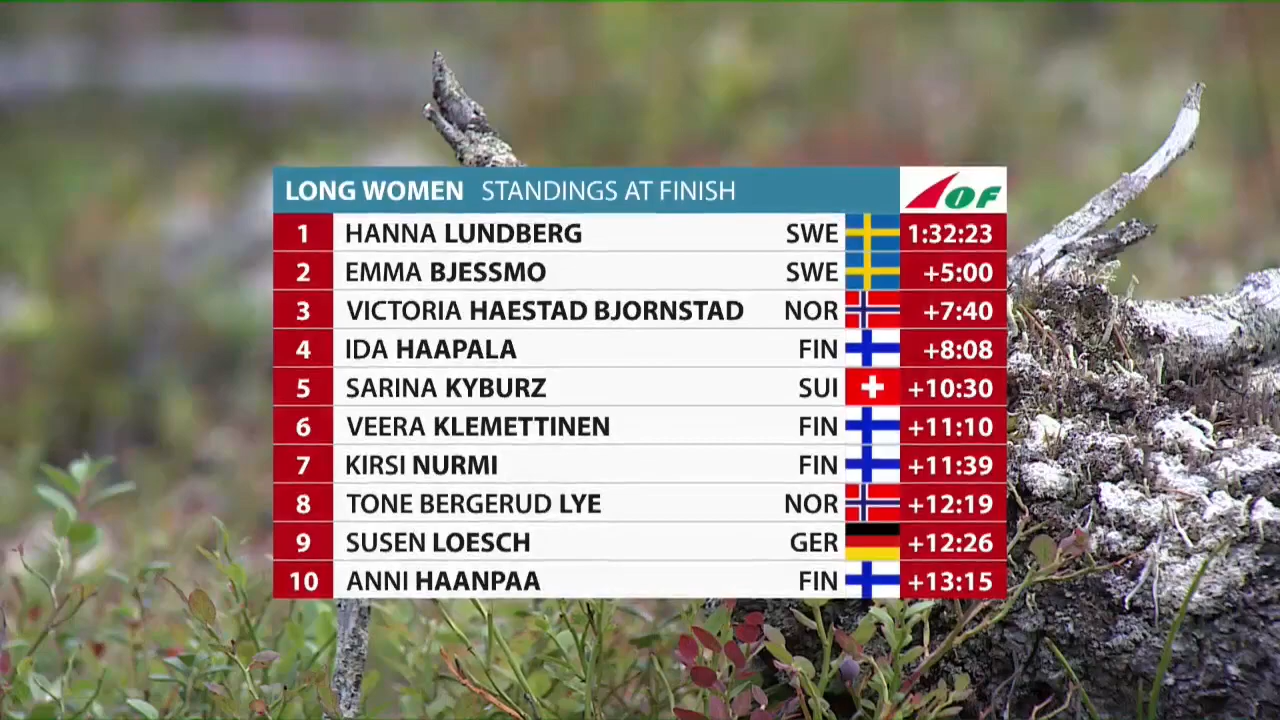 LONG WOMEN STANDINGS AT FINISH IOF
1 HANNA LUNDBERG SWE 1:32:23
2 EMMA BJESSMO SWE +5:00
3 VICTORIA HAESTAD BJORNSTAD NOR +7:40
4 IDA HAAPALA FIN +8:08
5 SARINA KYBURZ SUI +10:30
6 VEERA KLEMETTINEN FIN +11:10
7 KIRSI NURMI FIN +11:39
8 TONE BERGERUD LYE NOR +12:19
9 SUSEN LOESCH GER +12:26
10 ANNI HAANPAA FIN +13:15